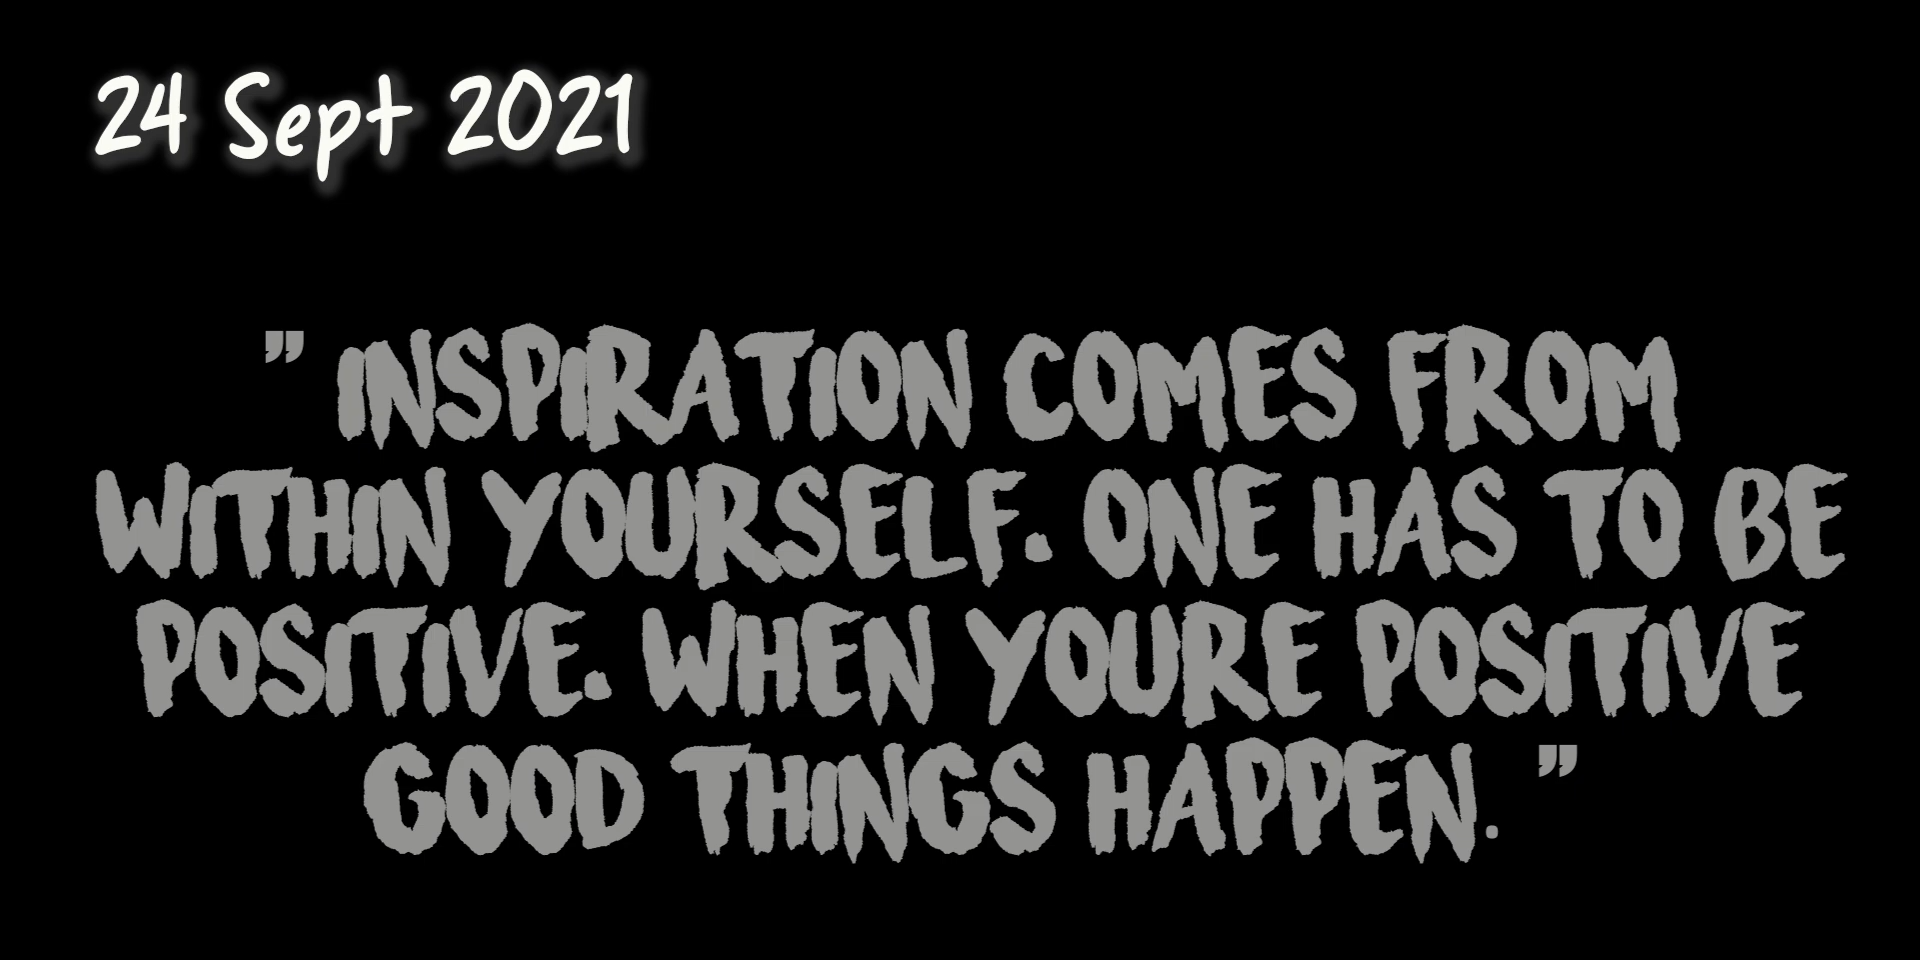 24 Sept 2021
” INSPIRATION COMES FROM
WITHIN YOURSELF. ONE HAS TO BE
POSITIVE. WHEN YOURE POSITIVE
GOOD THINGS HAPPEN. ”